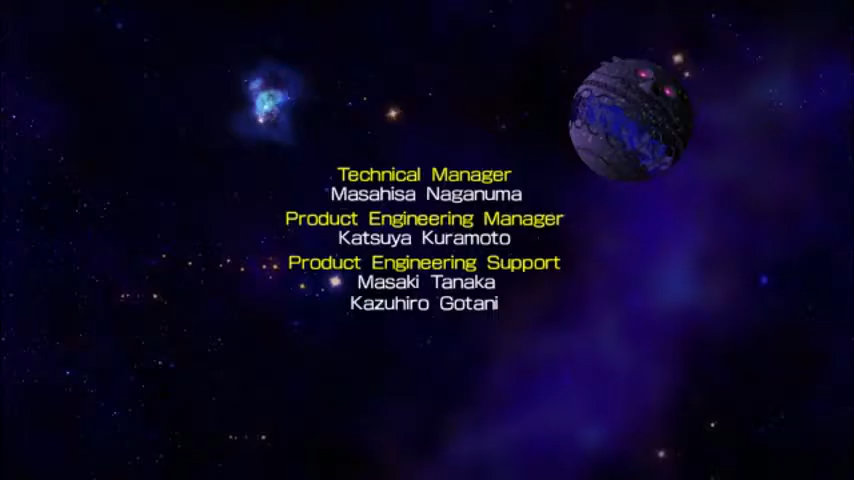 Technical Manager
Masahisa Naganuma
Product Engineering Manager
Katsuya Kuramoto
Product Engineering Support
Masaki Tanaka
Kazuhiro Gotani